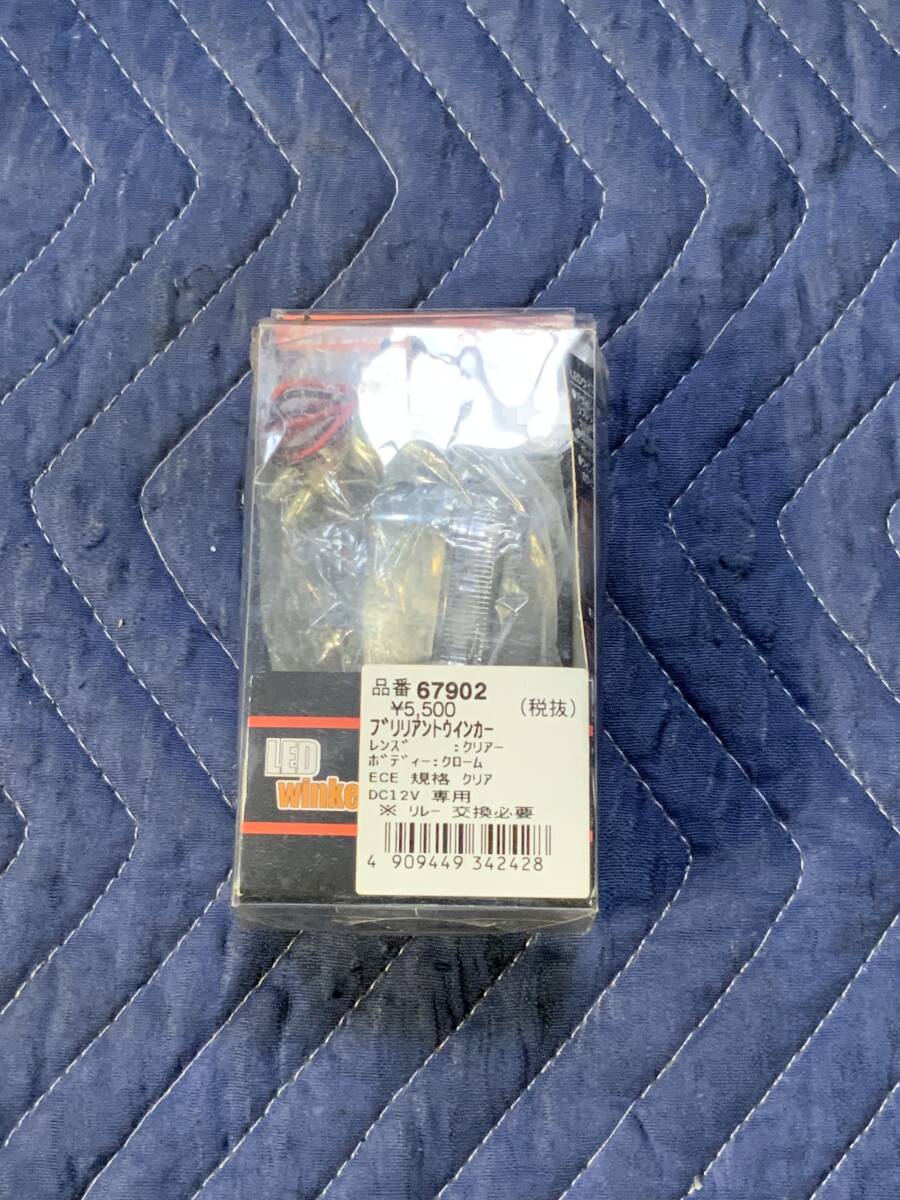 品番 67902
¥5,500 (税抜)
ブリリアントウインカー
レンズ :クリアー
ボディー:クローム
ECE 規格 クリア
DC12V 専用
※ リレー 交換必要
4 909449 342428
LED
winke